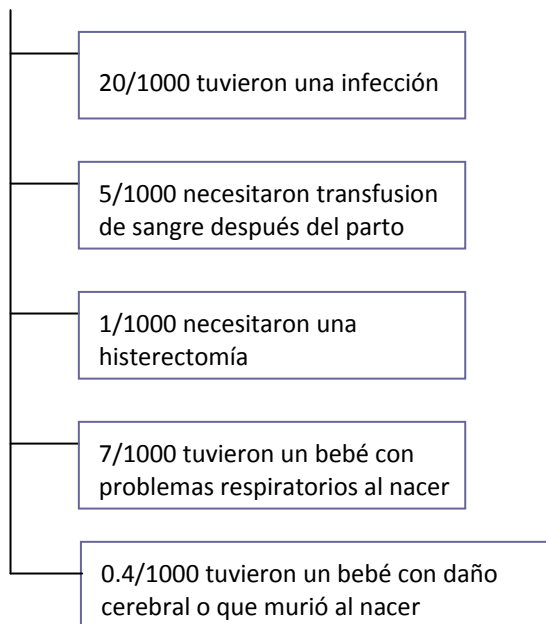 20/1000 tuvieron una infección
5/1000 necesitaron transfusion
de sangre después del parto
1/1000 necesitaron una
histerectomía
7/1000 tuvieron un bebé con
problemas respiratorios al nacer
0.4/1000 tuvieron un bebé con daño
cerebral o que murió al nacer